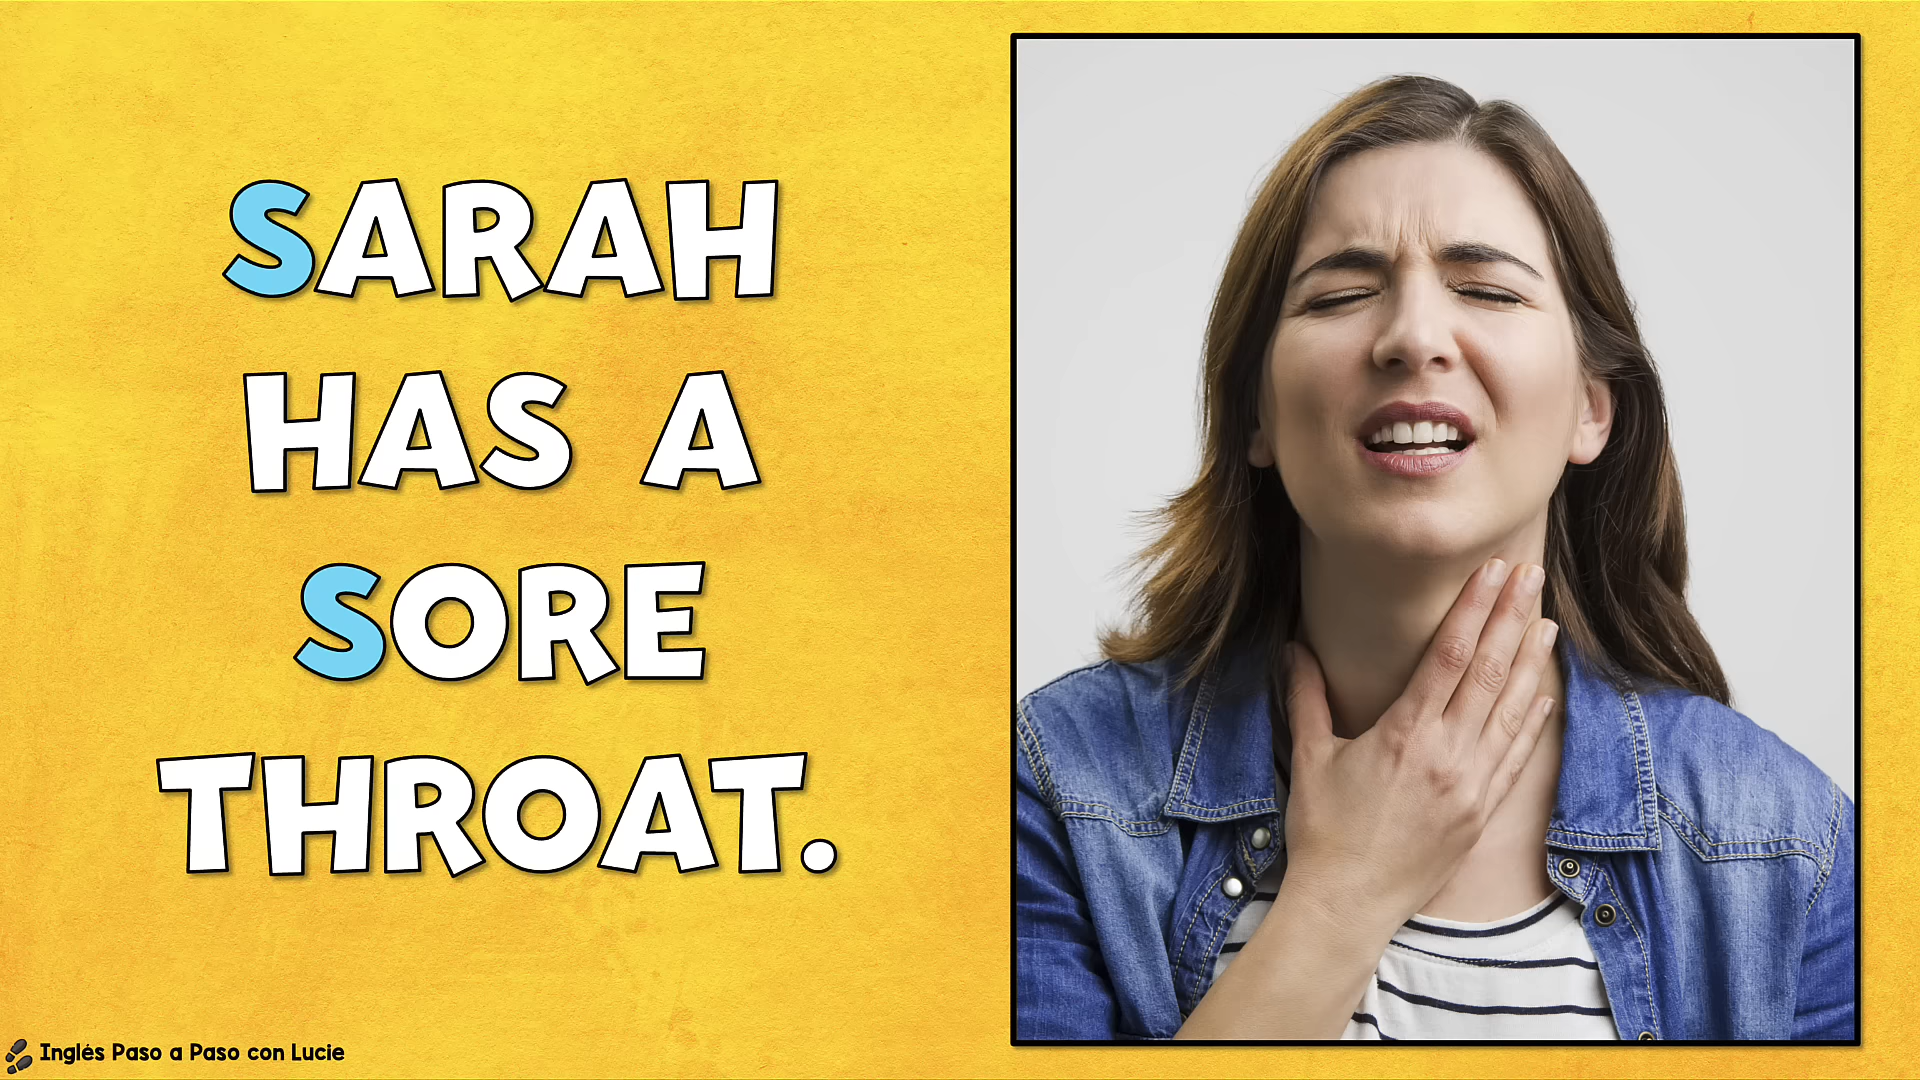 SARAH
HAS A
SORE
THROAT.
Inglés Paso a Paso con Lucie